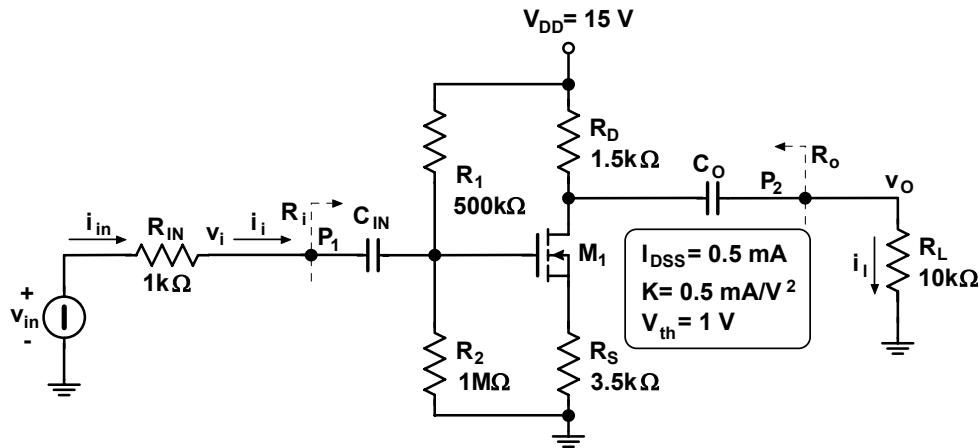 V_DD = 15 V
R_D
1.5kΩ
R_1
500kΩ
C_O
P_2
R_o
v_O
i_in
R_IN
1kΩ
v_i
i_i
R_i
P_1
C_IN
M_1
I_DSS = 0.5 mA
K= 0.5 mA/V^2
V_th = 1 V
i_l
R_L
10kΩ
+
v_in
-
R_2
1MΩ
R_S
3.5kΩ